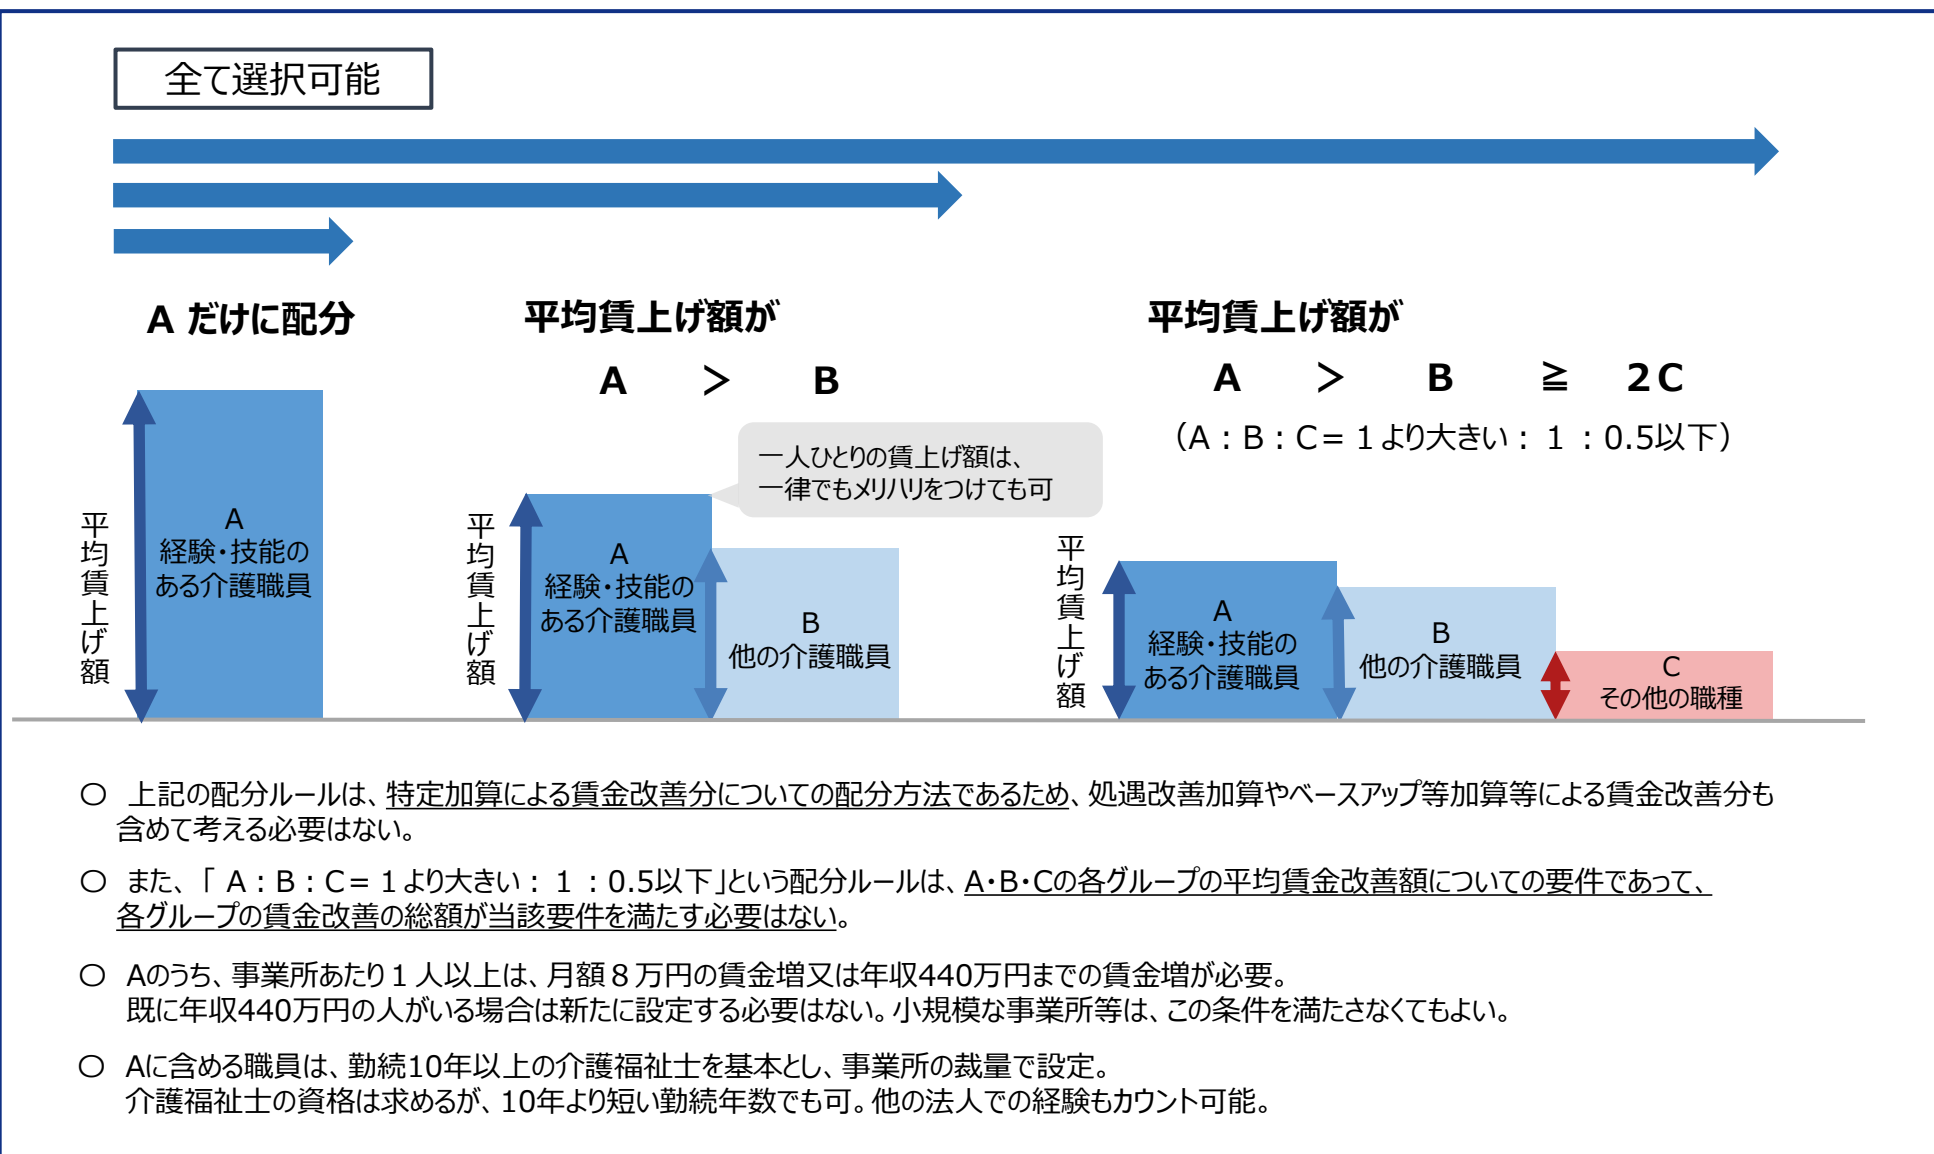 全て選択可能
A だけに配分
平均賃上げ額が
A ＞ B
平均賃上げ額が
A ＞ B ≧ 2C
（A：B：C=１より大きい：１：0.5以下）
一人ひとりの賃上げ額は、
一律でもメリハリをつけても可
平均賃上げ額
A
経験・技能の
ある介護職員
平均賃上げ額
A
経験・技能の
ある介護職員
B
他の介護職員
平均賃上げ額
A
経験・技能の
ある介護職員
B
他の介護職員
C
その他の職種
○ 上記の配分ルールは、特定加算による賃金改善分についての配分方法であるため、処遇改善加算やベースアップ等加算等による賃金改善分も
含めて考える必要はない。
○ また、「A：B：C=１より大きい：１：0.5以下」という配分ルールは、A・B・Cの各グループの平均賃金改善額についての要件であって、
各グループの賃金改善の総額が当該要件を満たす必要はない。
○ Aのうち、事業所あたり１人以上は、月額８万円の賃金増又は年収440万円までの賃金増が必要。
既に年収440万円の人がいる場合は新たに設定する必要はない。小規模な事業所等は、この条件を満たさなくてもよい。
○ Aに含める職員は、勤続10年以上の介護福祉士を基本とし、事業所の裁量で設定。
介護福祉士の資格は求めるが、10年より短い勤続年数でも可。他の法人での経験もカウント可能。